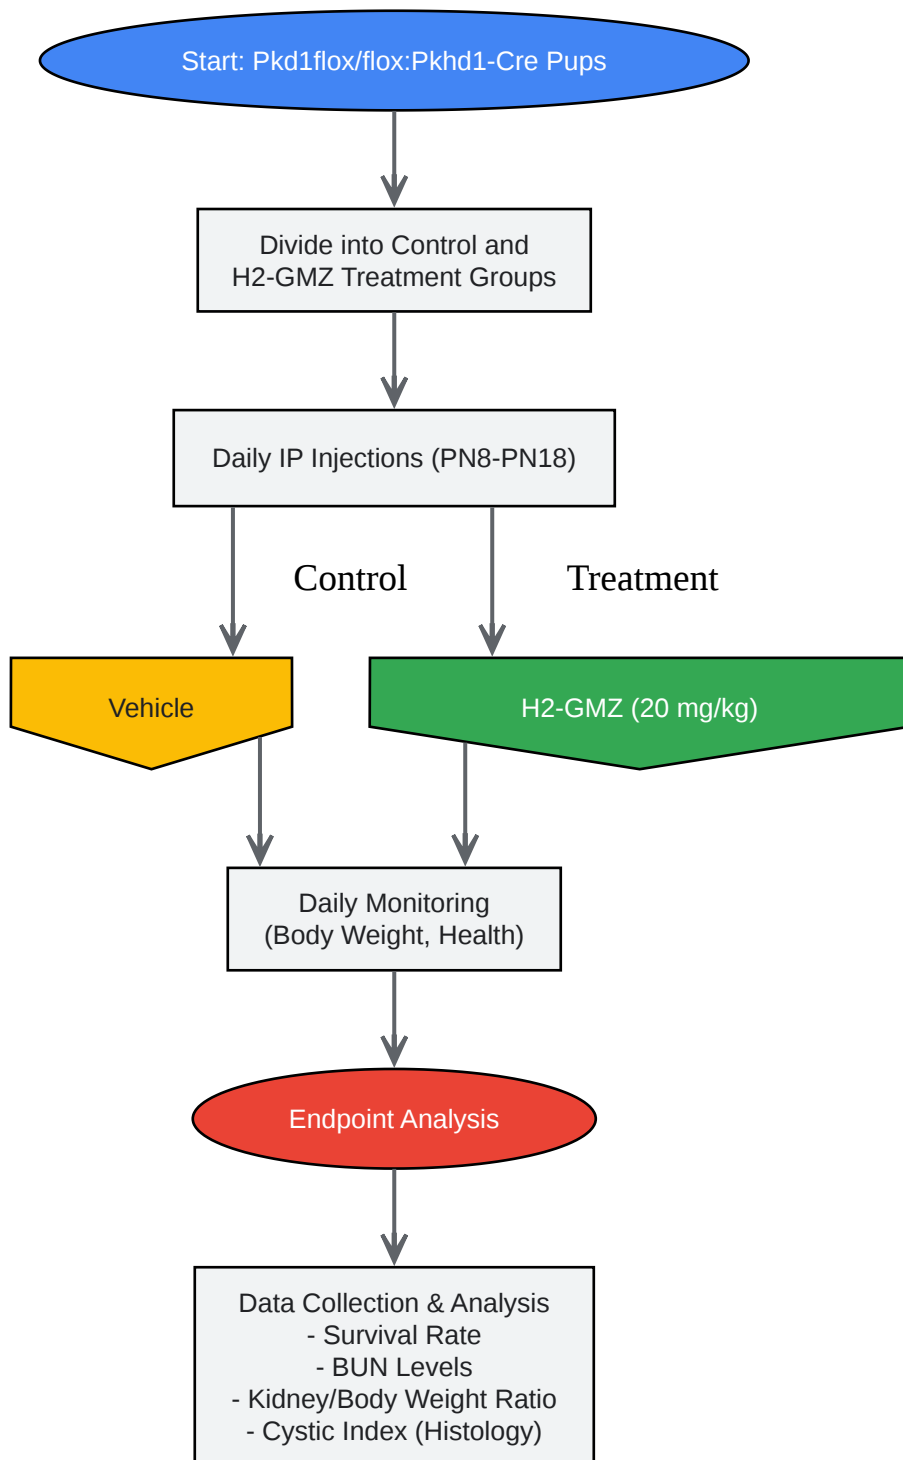 Start: Pkd1flox/flox:Pkhd1-Cre Pups
Divide into Control and
H2-GMZ Treatment Groups
Daily IP Injections (PN8-PN18)
Control
Treatment
Vehicle
H2-GMZ (20 mg/kg)
Daily Monitoring
(Body Weight, Health)
Endpoint Analysis
Data Collection & Analysis
- Survival Rate
- BUN Levels
- Kidney/Body Weight Ratio
- Cystic Index (Histology)